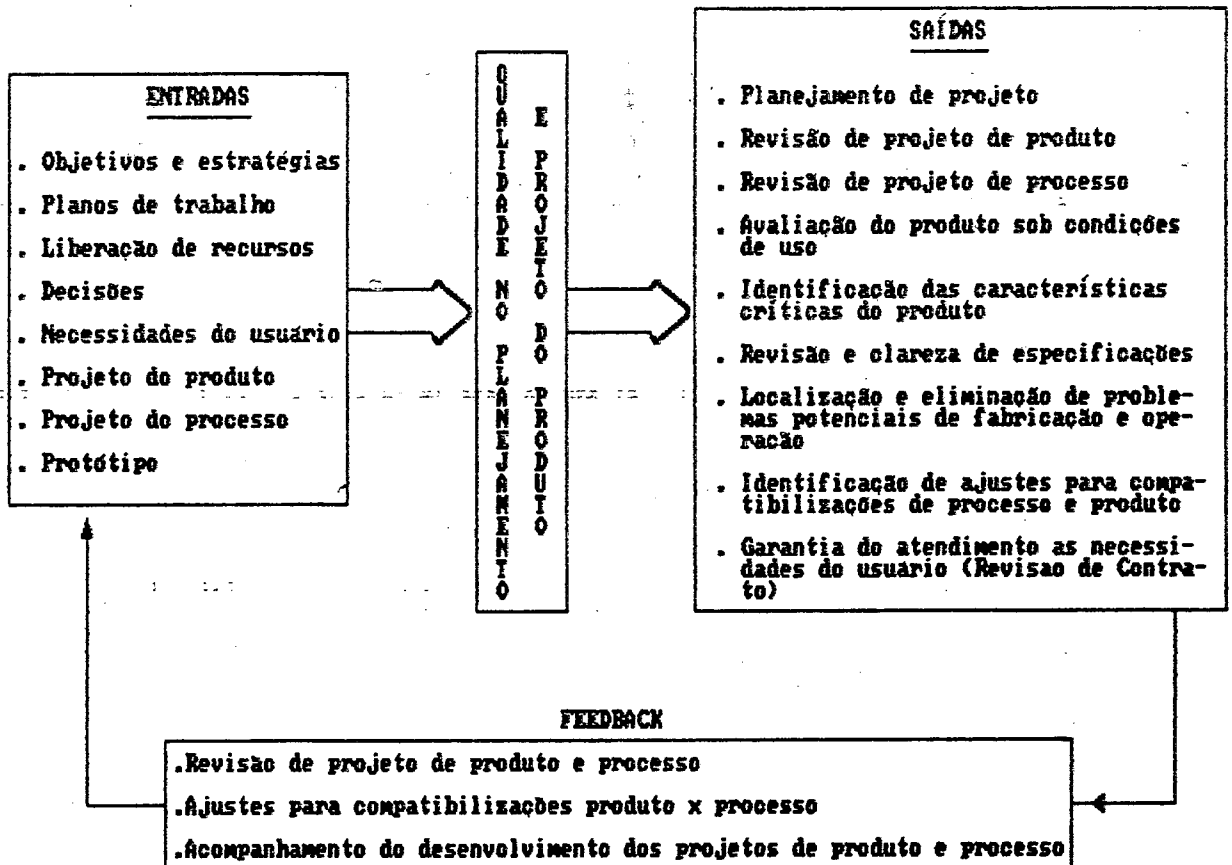 ENTRADAS
. Objetivos e estratégias
. Planos de trabalho
. Liberação de recursos
. Decisões
. Necessidades do usuário
. Projeto do produto
. Projeto do processo
. Protótipo
QUALIDADE NO PLANEJAMENTO
E PROJETO DO PRODUTO
SAÍDAS
. Planejamento de projeto
. Revisão de projeto de produto
. Revisão de projeto de processo
. Avaliação do produto sob condições
de uso
. Identificação das características
críticas do produto
. Revisão e clareza de especificações
. Localização e eliminação de proble-
mas potenciais de fabricação e ope-
racão
. Identificação de ajustes para compa-
tibilizações de processo e produto
. Garantia do atendimento as necessi-
dades do usuário (Revisao de Contra-
to)
FEEDBACK
.Revisão de projeto de produto e processo
.Ajustes para compatibilizações produto x processo
.Acompanhamento do desenvolvimento dos projetos de produto e processo